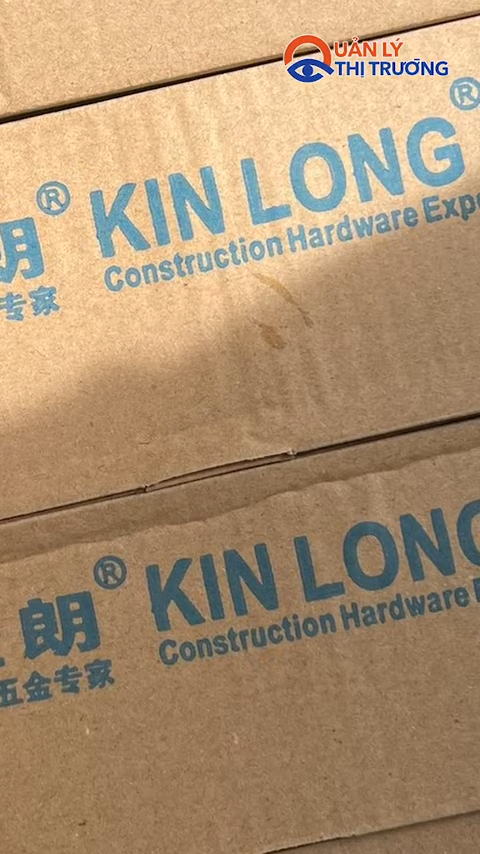 QUẢN LÝ
THỊ TRƯỜNG
朗® KIN LONG®
专家 Construction Hardware Expe
朗® KIN LONG
五金专家 Construction Hardware